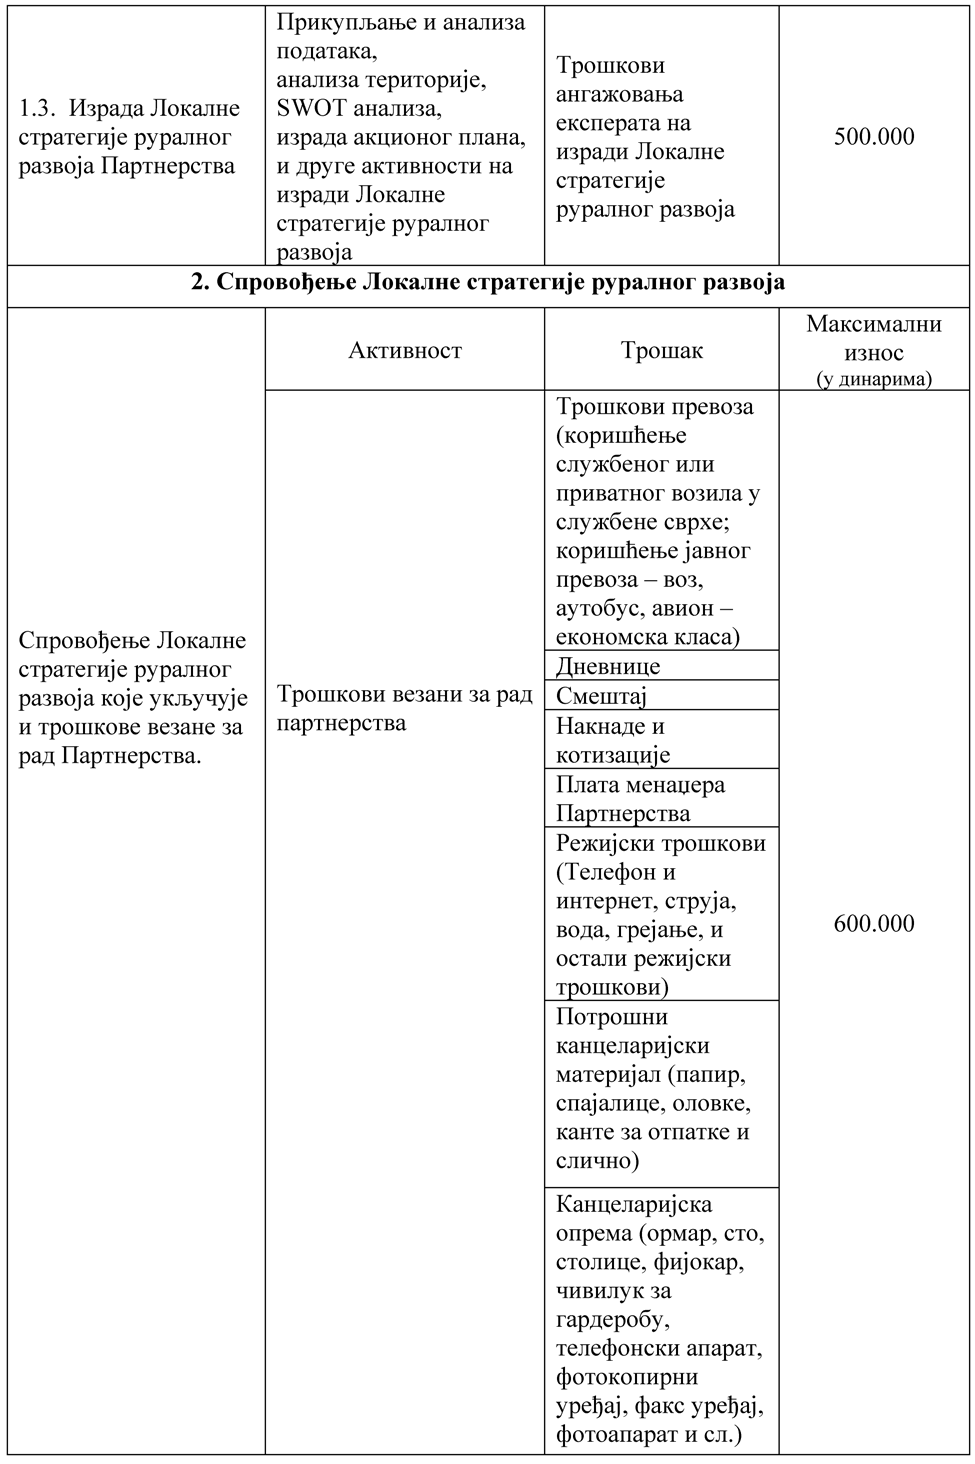 1.3.  Израда Локалне
стратегије руралног
развоја Партнерства
Прикупљање и анализа
података,
анализа територије,
SWOT анализа,
израда акционог плана,
и друге активности на
изради Локалне
стратегије руралног
развоја
Трошкови
ангажовања
експерата на
изради Локалне
стратегије
руралног развоја
500.000
2. Спровођење Локалне стратегије руралног развоја
Активност
Трошак
Максимални
износ
(у динарима)
Спровођење Локалне
стратегије руралног
развоја које укључује
и трошкове везане за
рад Партнерства.
Трошкови везани за рад
партнерства
Трошкови превоза
(коришћење
службеног или
приватног возила у
службене сврхе;
коришћење јавног
превоза – воз,
аутобус, авион –
економска класа)
Дневнице
Смештај
Накнаде и
котизације
Плата менаџера
Партнерства
Режијски трошкови
(Телефон и
интернет, струја,
вода, грејање, и
остали режијски
трошкови)
Потрошни
канцеларијски
материјал (папир,
спајалице, оловке,
канте за отпатке и
слично)
Канцеларијска
опрема (ормар, сто,
столице, фијокар,
чивилук за
гардеробу,
телефонски апарат,
фотокопирни
уређај, факс уређај,
фотоапарат и сл.)
600.000